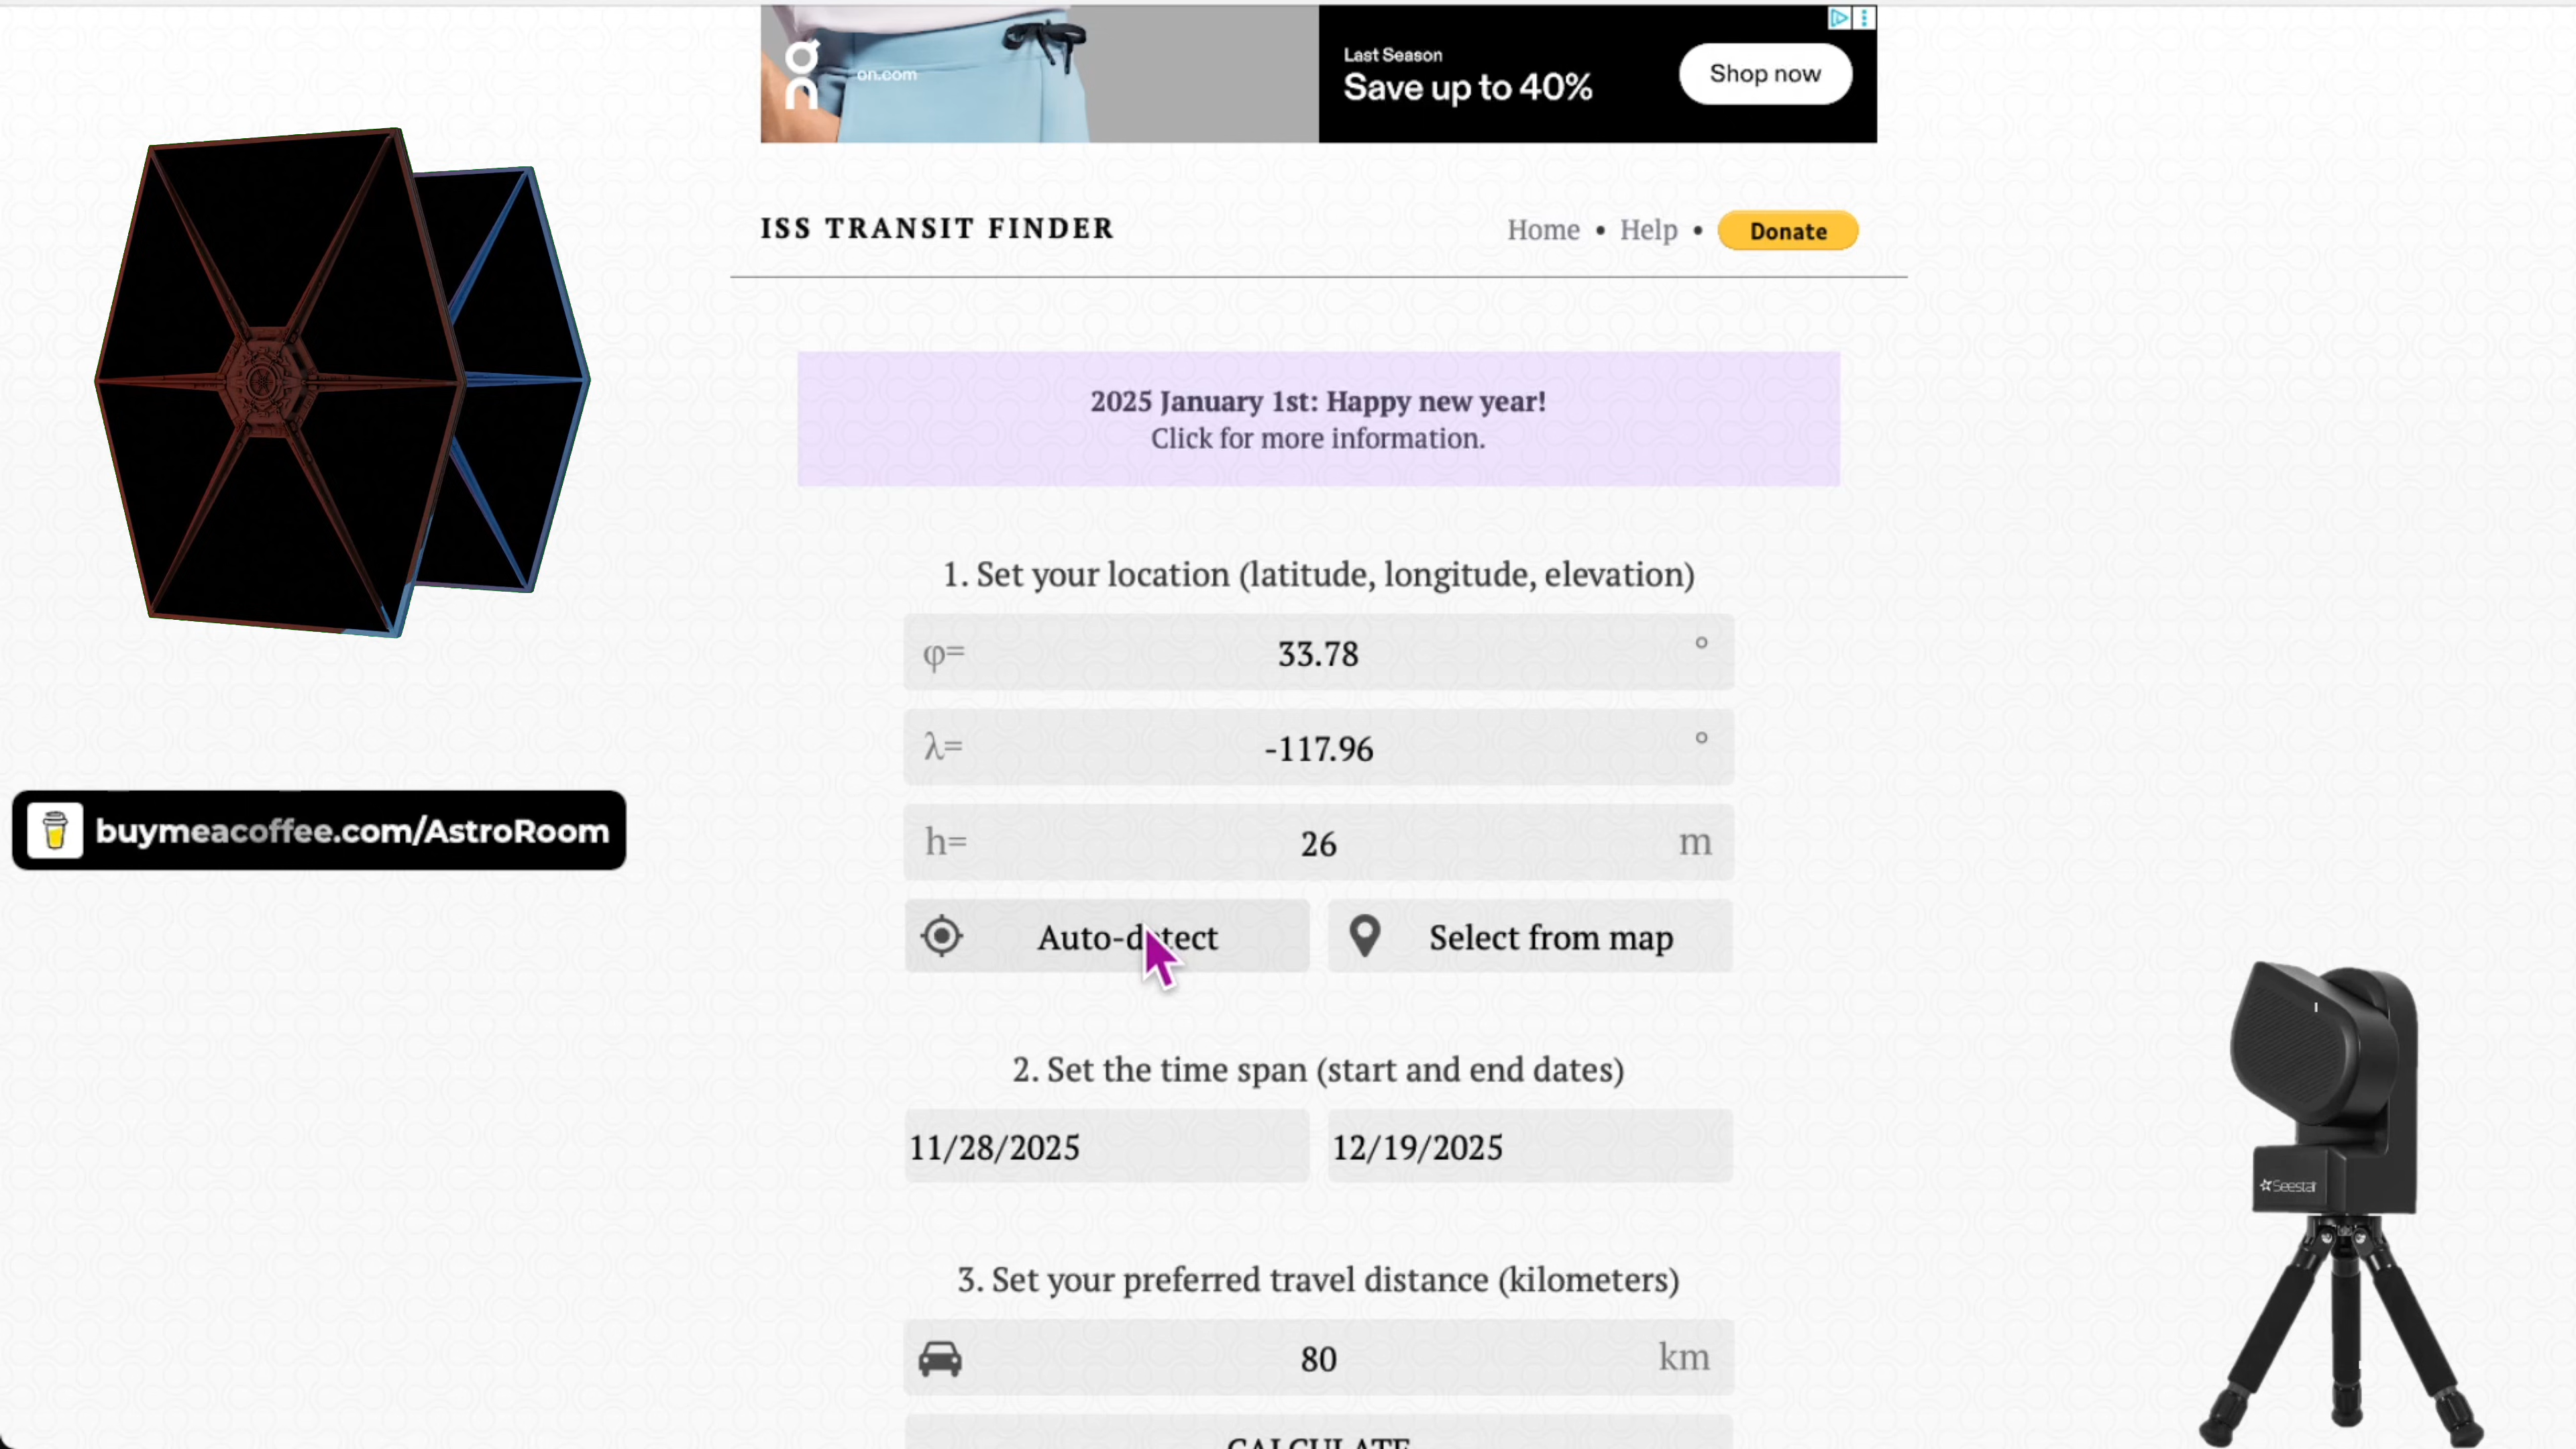 on
on.com
Last Season
Save up to 40%
Shop now
ISS TRANSIT FINDER
Home • Help • Donate
2025 January 1st: Happy new year!
Click for more information.
1. Set your location (latitude, longitude, elevation)
φ= 33.78 °
λ= -117.96 °
buymeacoffee.com/AstroRoom
h= 26 m
Auto-detect
Select from map
2. Set the time span (start and end dates)
11/28/2025
12/19/2025
Seestar
3. Set your preferred travel distance (kilometers)
80 km
CALCULATE